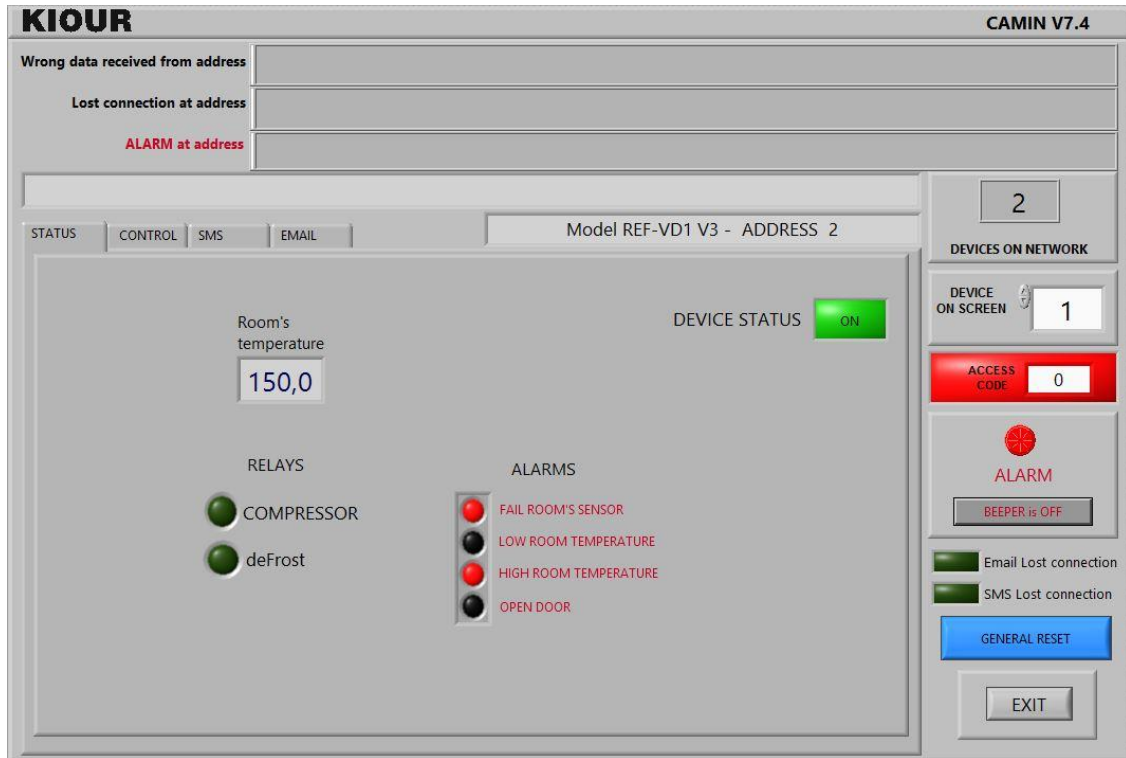 KIOUR
CAMIN V7.4
Wrong data received from address
Lost connection at address
ALARM at address
2
DEVICES ON NETWORK
STATUS
CONTROL
SMS
EMAIL
Model REF-VD1 V3 - ADDRESS 2
DEVICE
ON SCREEN
1
Room's
temperature
150,0
DEVICE STATUS
ON
ACCESS
CODE
0
RELAYS
COMPRESSOR
deFrost
ALARMS
FAIL ROOM'S SENSOR
LOW ROOM TEMPERATURE
HIGH ROOM TEMPERATURE
OPEN DOOR
ALARM
BEEPER is OFF
Email Lost connection
SMS Lost connection
GENERAL RESET
EXIT